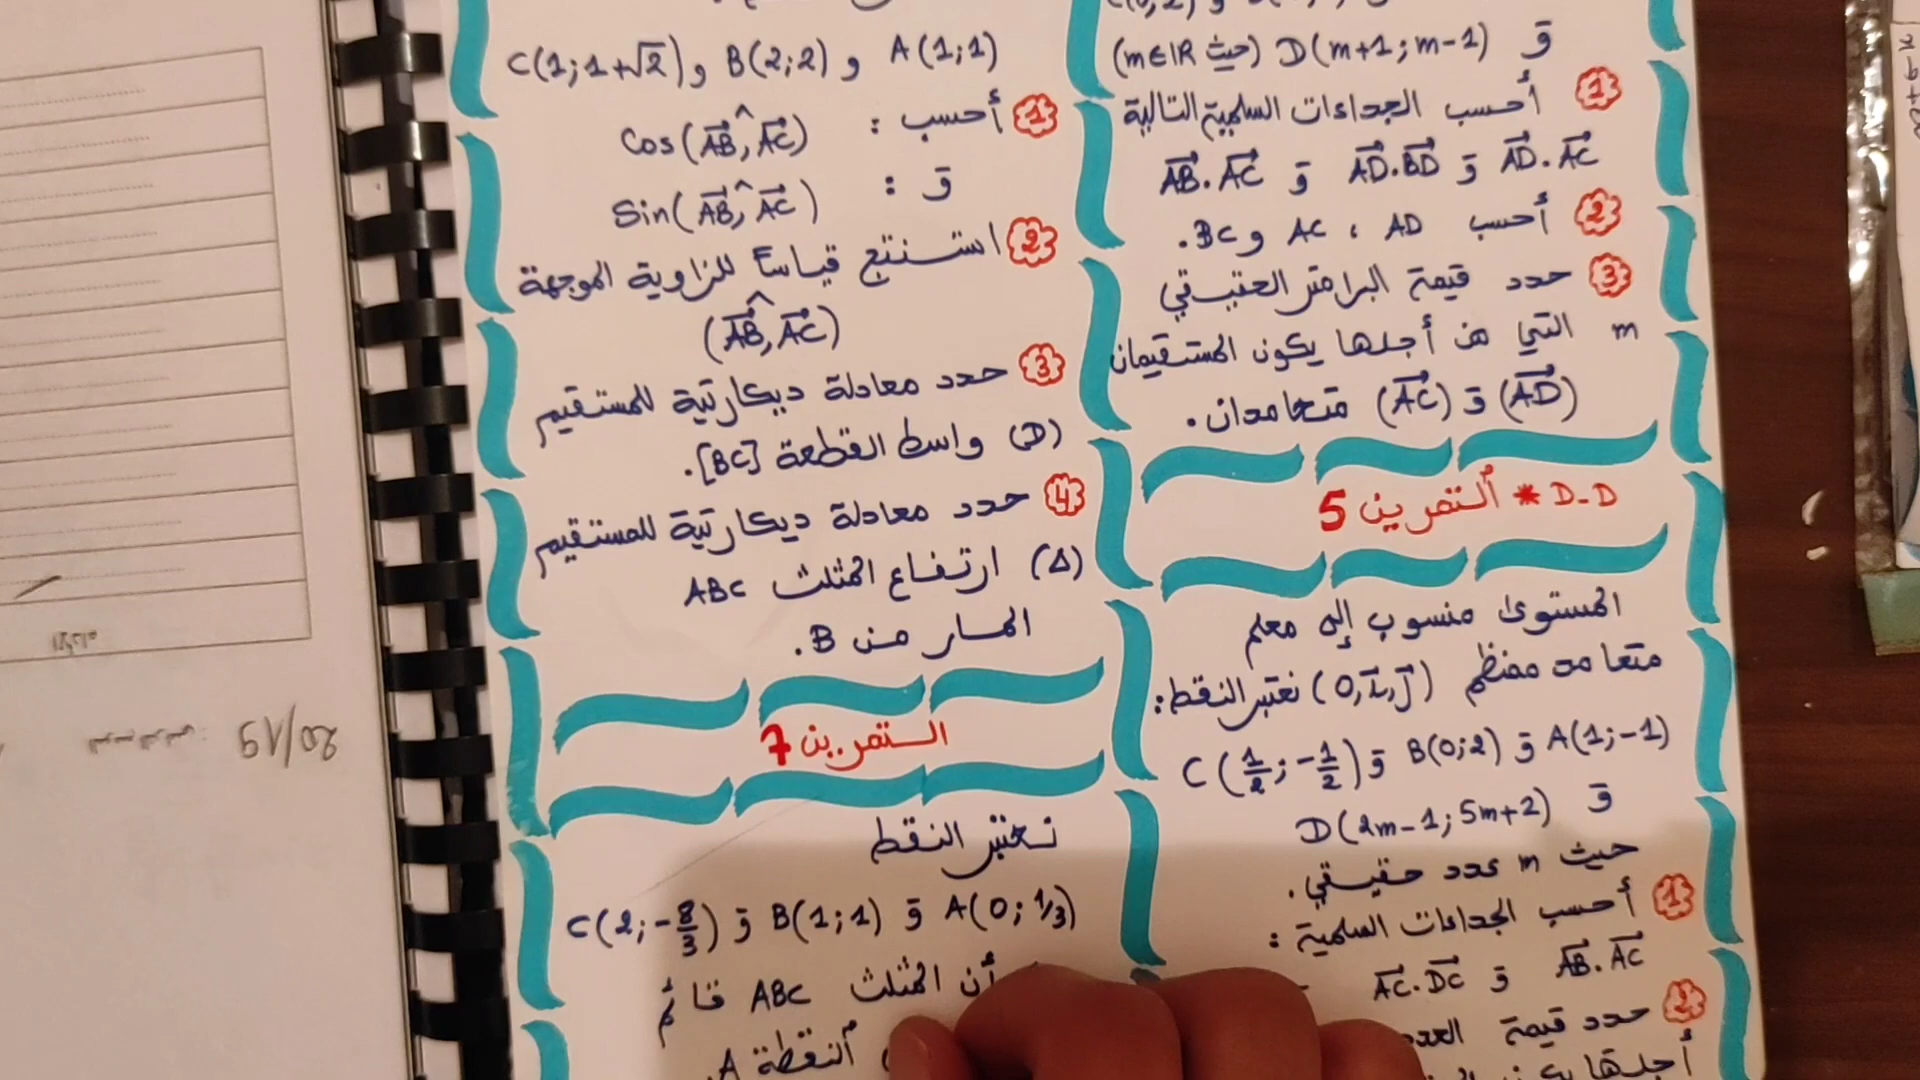 و D(m+1; m-1) (حيث m∈IR)
1 أحسب الجداءات السلمية التالية
AD.AC و AD.BD و AB.AC
2 أحسب AD ، AC و BC.
3 حدد قيمة البرامتر الحقيقي
m التي من أجلها يكون المستقيمان
(AD) و (AC) متعامدان.
D-D * ألتمرين 5
المستوى منسوب إلى معلم
متعامد ممنظم (O,i,j) نعتبر النقط:
A(1;-1) و B(0;2) و C(1/2;-1/2)
و D(2m-1; 5m+2)
حيث m عدد حقيقي.
1 أحسب الجداءات السلمية :
AB.AC و AC.DC
2 حدد قيمة العدد
أجلها
A(1;1) و B(2;2) و C(1;1+√2)
1 أحسب : Cos(AB,AC)
و : Sin(AB,AC)
2 استنتج قياساً للزاوية الموجهة
(AB,AC)
3 حدد معادلة ديكارتية للمستقيم
(D) واسط القطعة [BC].
4 حدد معادلة ديكارتية للمستقيم
(Δ) ارتفاع المثلث ABC
المار من B.
التمرين 7
نعتبر النقط
A(0;1/3) و B(1;1) و C(2;-8/3)
أن المثلث ABC قائم
ألنقطة A.
20/19